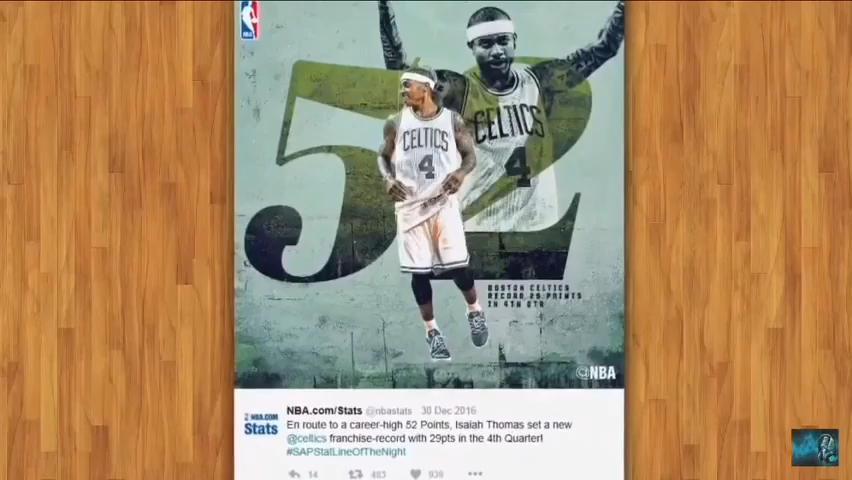 NBA
52
CELTICS
4
CELTICS
4
BOSTON CELTICS
RECORD 29 POINTS
IN 4TH QTR
@NBA
NBA.COM
Stats
NBA.com/Stats @nbastats 30 Dec 2016
En route to a career-high 52 Points, Isaiah Thomas set a new
@celtics franchise-record with 29pts in the 4th Quarter!
#SAPStatLineOfTheNight
14 483 939